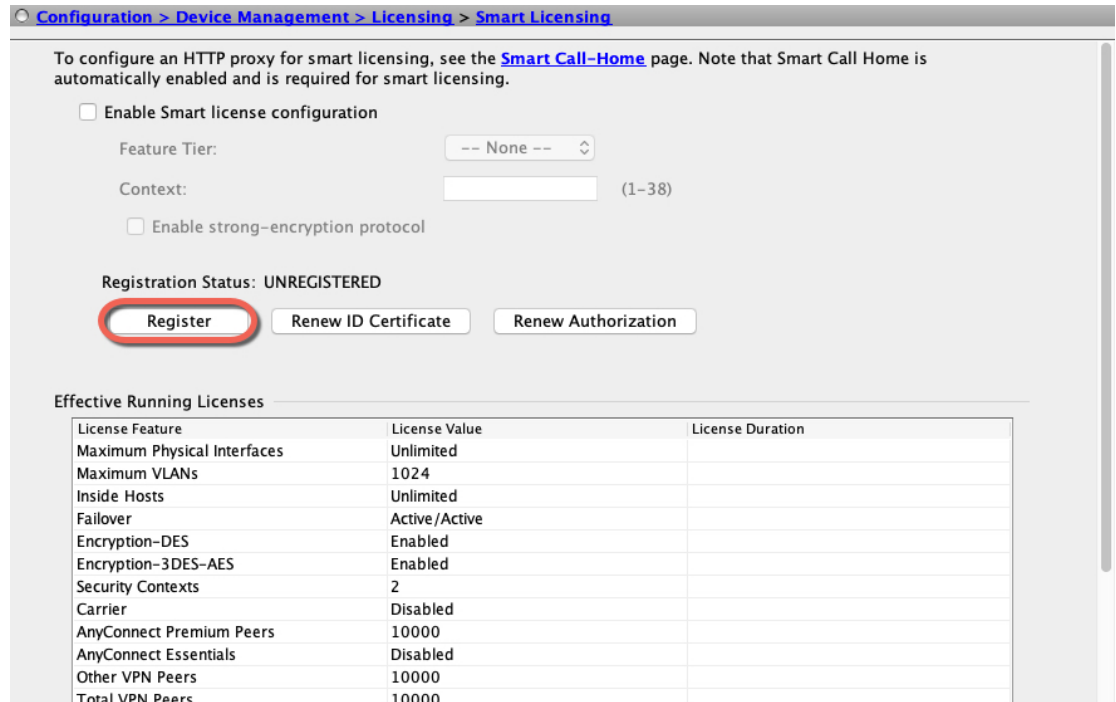 Configuration > Device Management > Licensing > Smart Licensing
To configure an HTTP proxy for smart licensing, see the Smart Call-Home page. Note that Smart Call Home is
automatically enabled and is required for smart licensing.
Enable Smart license configuration
Feature Tier: -- None --
Context: (1-38)
Enable strong-encryption protocol
Registration Status: UNREGISTERED
Register Renew ID Certificate Renew Authorization
Effective Running Licenses
License Feature License Value License Duration
Maximum Physical Interfaces Unlimited
Maximum VLANs 1024
Inside Hosts Unlimited
Failover Active/Active
Encryption-DES Enabled
Encryption-3DES-AES Enabled
Security Contexts 2
Carrier Disabled
AnyConnect Premium Peers 10000
AnyConnect Essentials Disabled
Other VPN Peers 10000
Total VPN Peers 10000